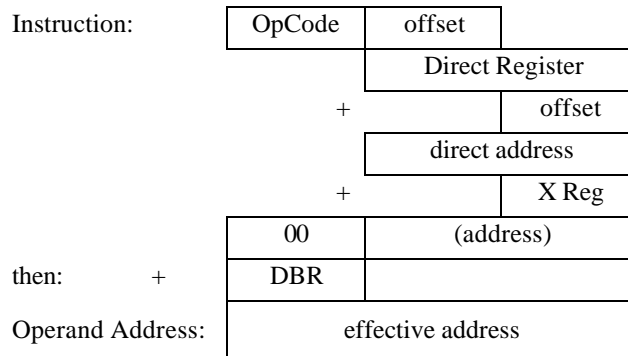 Instruction: OpCode offset
Direct Register
+ offset
direct address
+ X Reg
00 (address)
then: + DBR
Operand Address: effective address